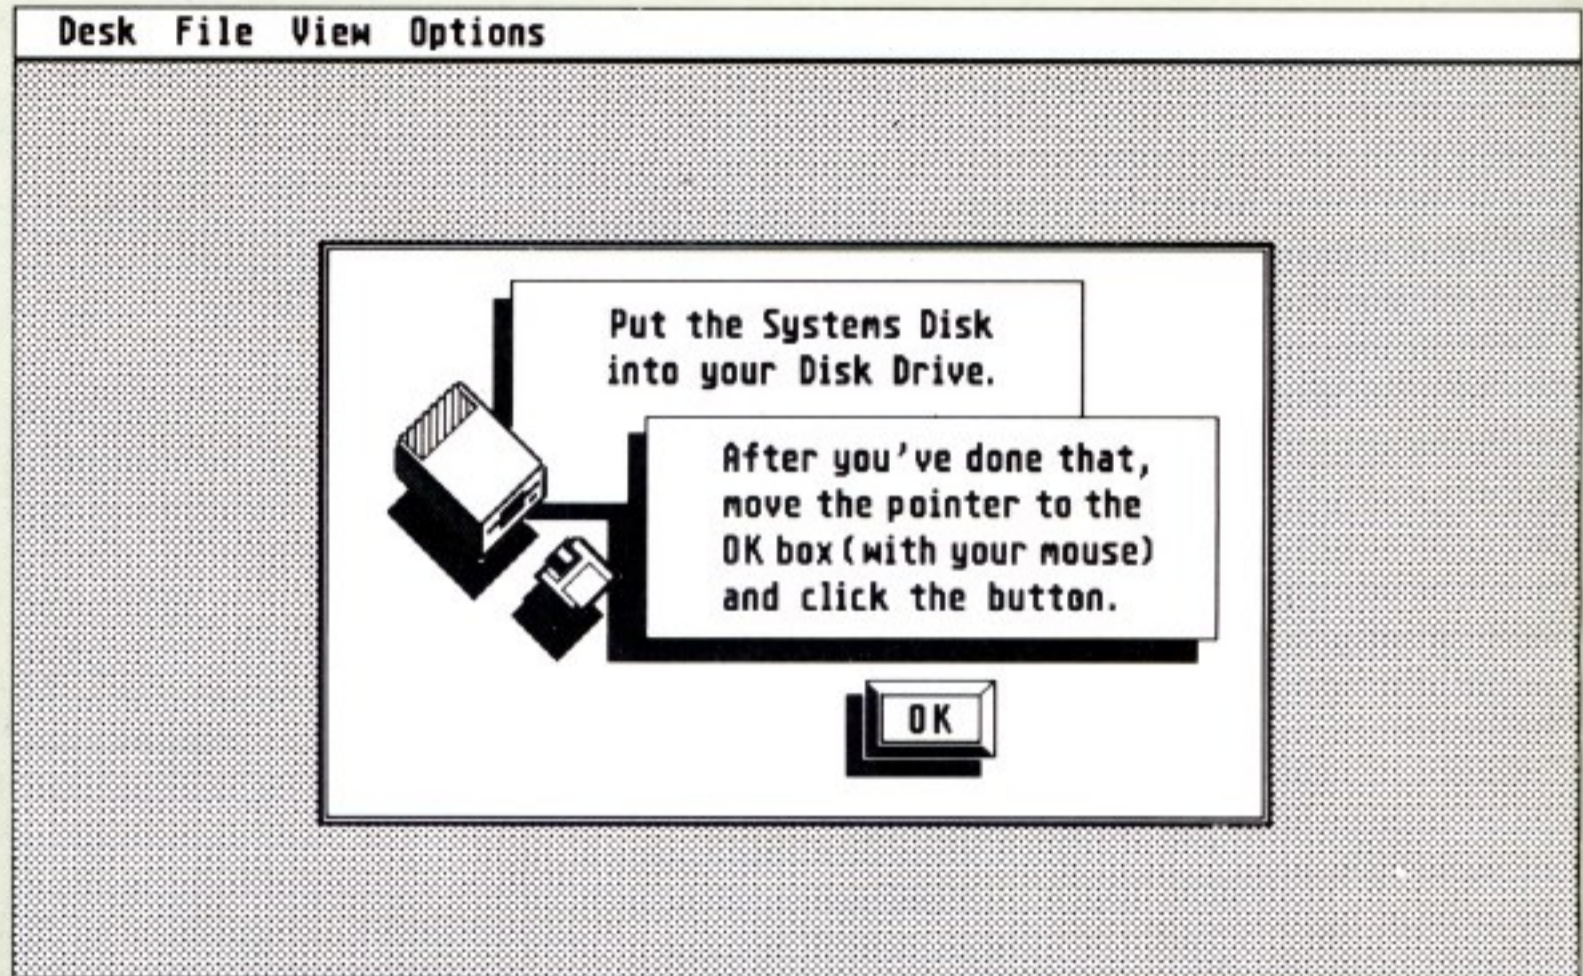 Desk File View Options
Put the Systems Disk
into your Disk Drive.
After you've done that,
move the pointer to the
OK box (with your mouse)
and click the button.
OK